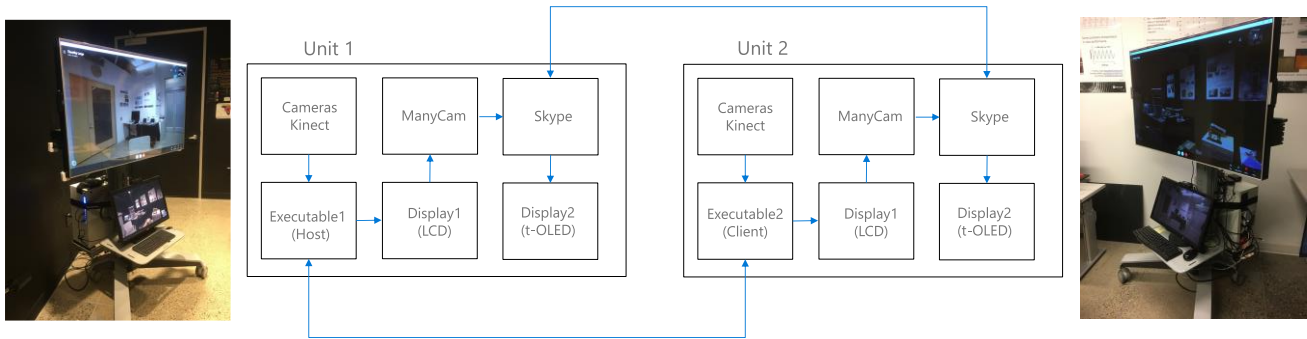 Unit 1
Cameras
Kinect
ManyCam
Skype
Executable1
(Host)
Display1
(LCD)
Display2
(t-OLED)
Unit 2
Cameras
Kinect
ManyCam
Skype
Executable2
(Client)
Display1
(LCD)
Display2
(t-OLED)